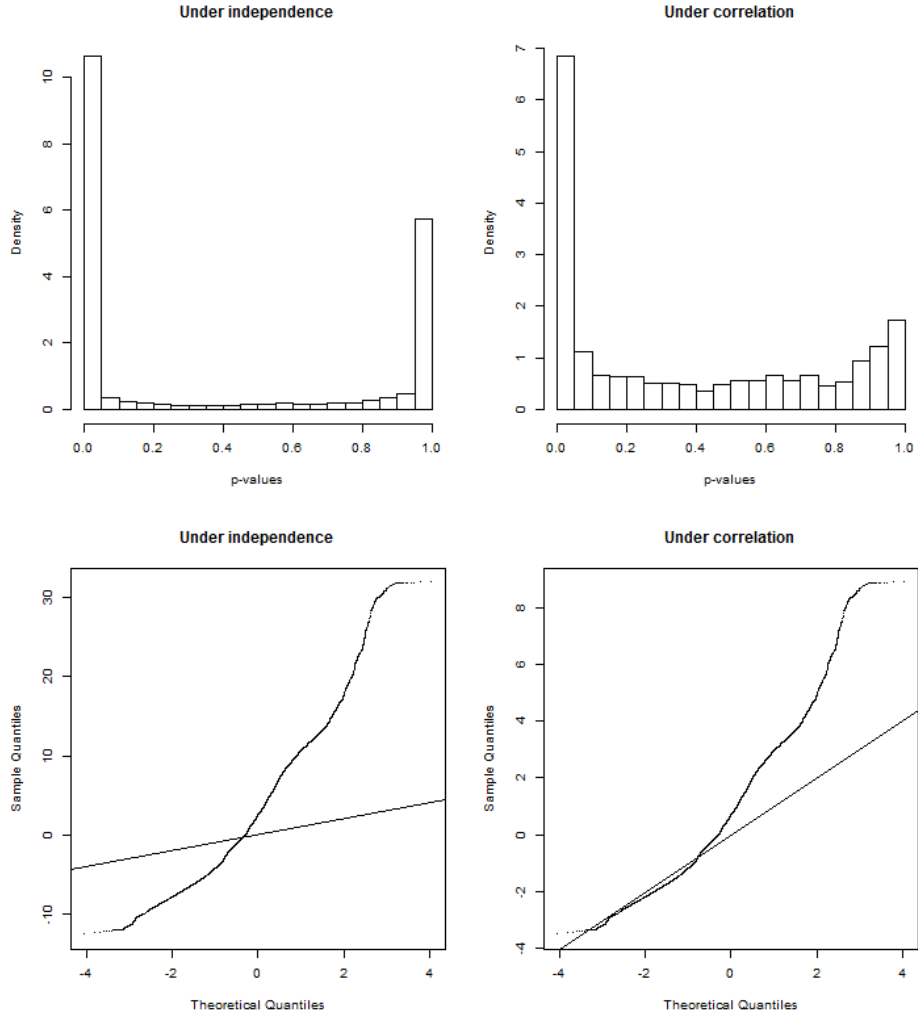 Under independence
Under correlation
Density
10
8
6
4
2
0
0.0 0.2 0.4 0.6 0.8 1.0
p-values
Density
7
6
5
4
3
2
1
0
0.0 0.2 0.4 0.6 0.8 1.0
p-values
Under independence
Under correlation
Sample Quantiles
30
20
10
0
-10
-4 -2 0 2 4
Theoretical Quantiles
Sample Quantiles
8
6
4
2
0
-2
-4
-4 -2 0 2 4
Theoretical Quantiles